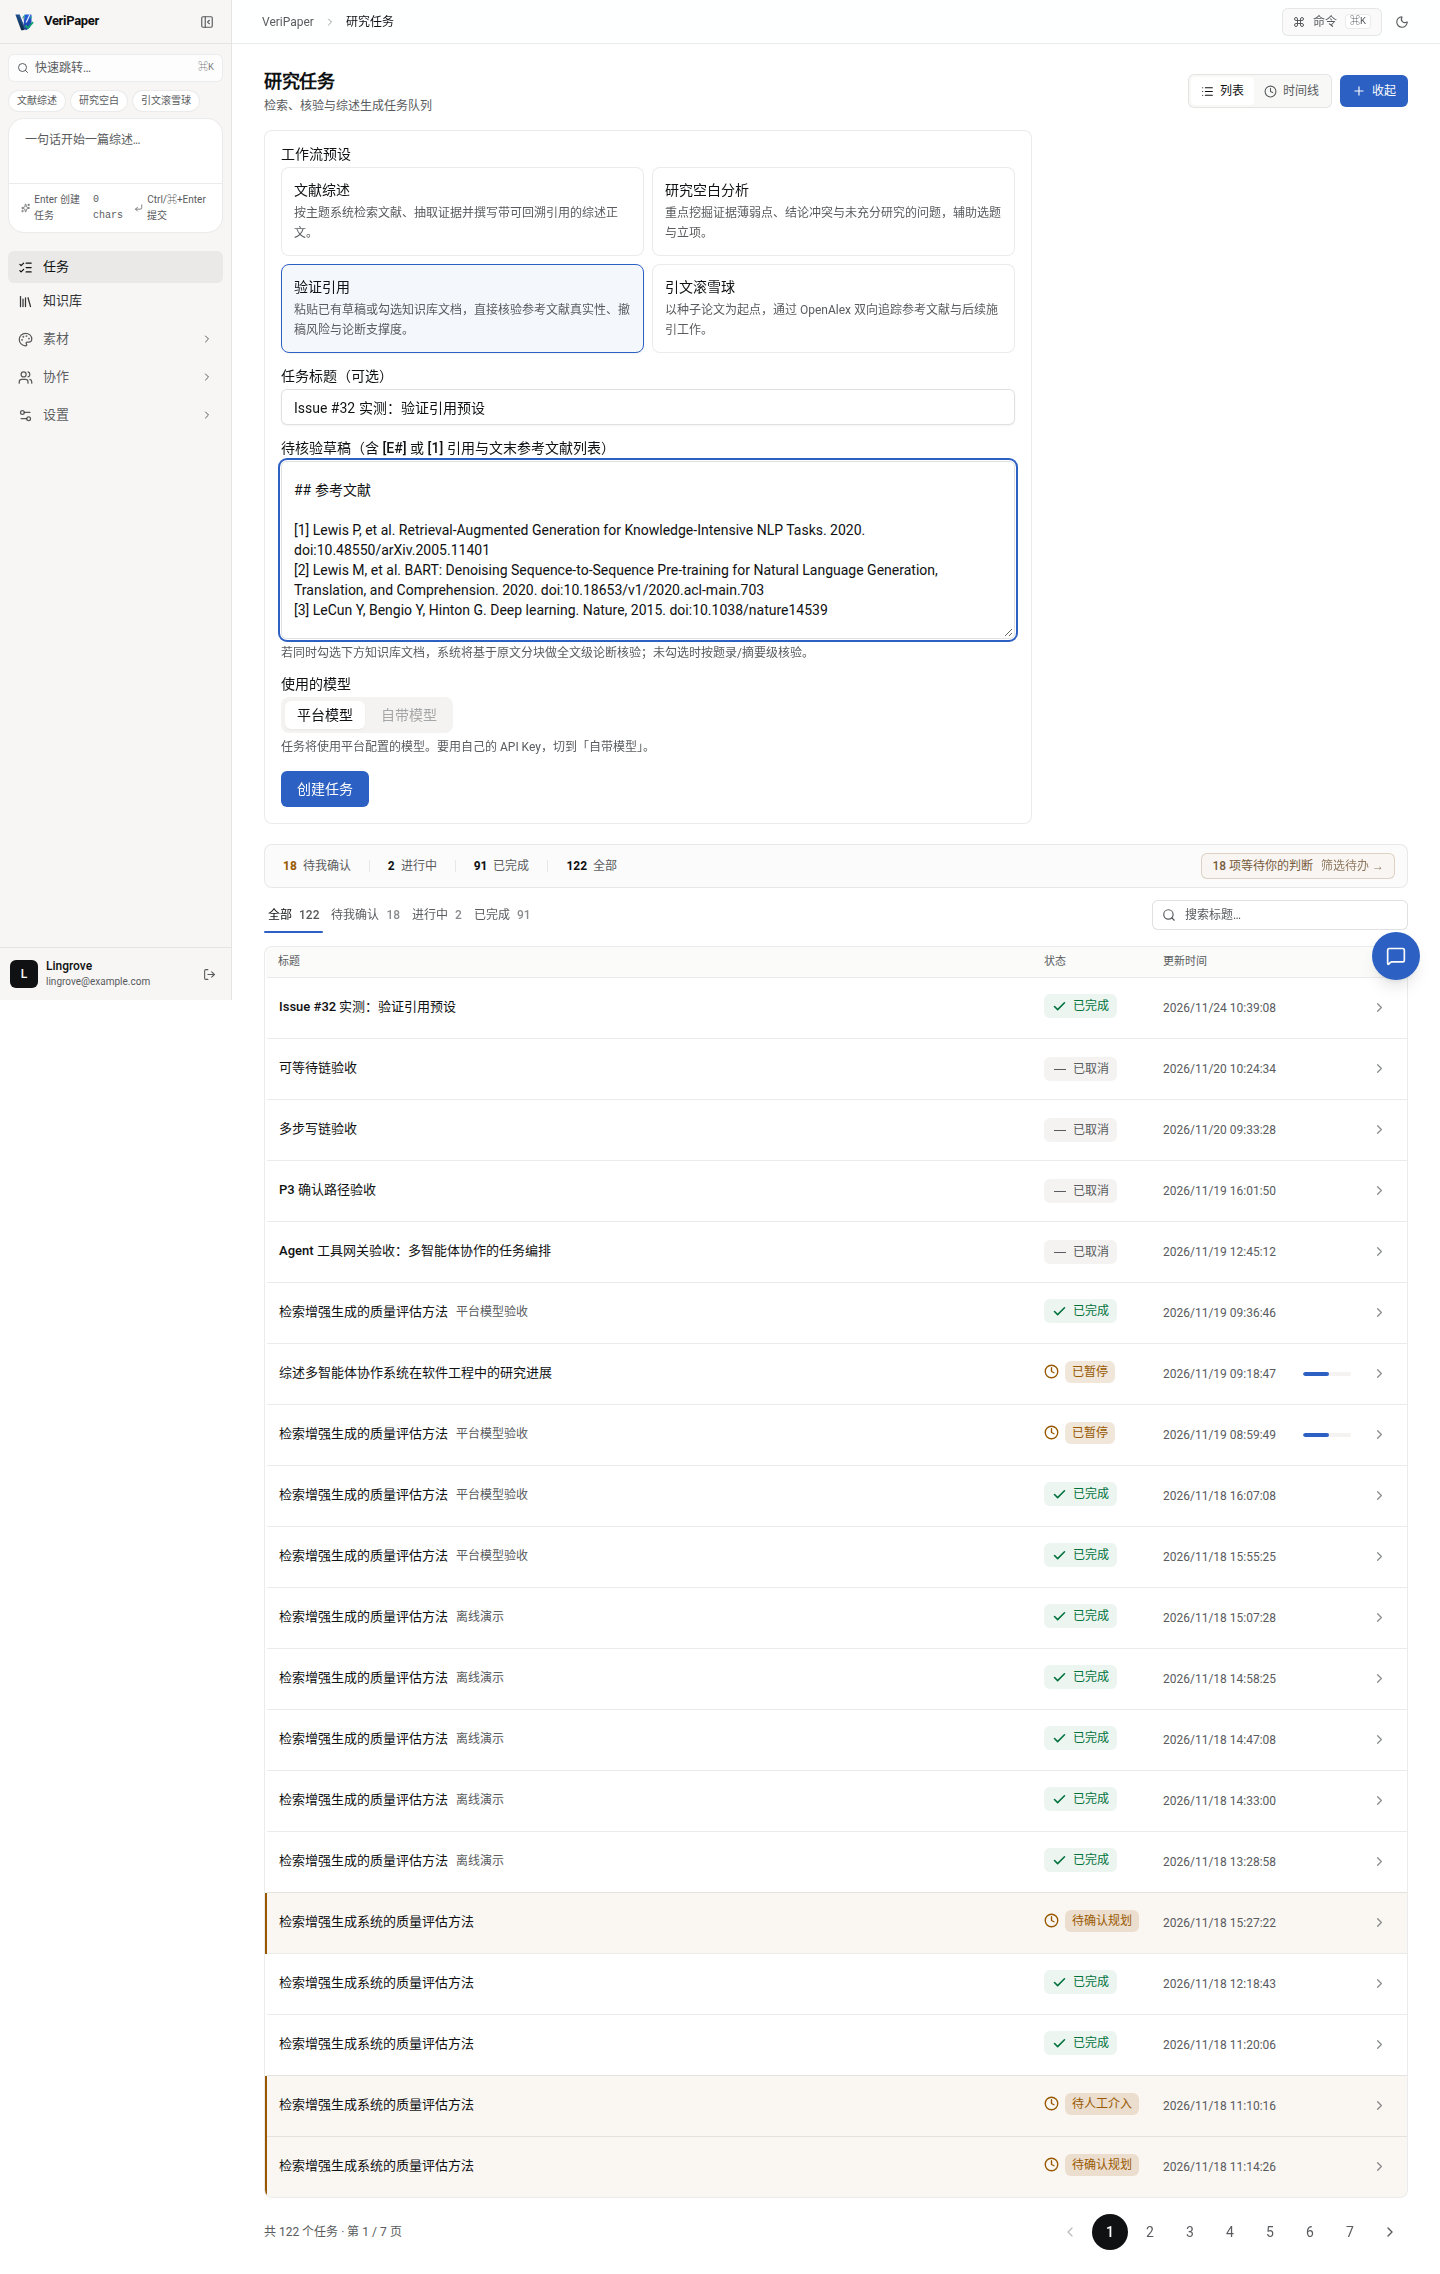 VeriPaper
快速跳转...
⌘K
文献综述
研究空白
引文滚雪球
一句话开始一篇综述...
Enter 创建
任务
0
chars
Ctrl/⌘+Enter
提交
任务
知识库
素材
协作
设置
L
Lingrove
lingrove@example.com
VeriPaper
研究任务
命令
⌘K
研究任务
检索、核验与综述生成任务队列
列表
时间线
收起
工作流预设
文献综述
按主题系统检索文献、抽取证据并撰写带可回溯引用的综述正
文。
研究空白分析
重点挖掘证据薄弱点、结论冲突与未充分研究的问题，辅助选题
与立项。
验证引用
粘贴已有草稿或勾选知识库文档，直接核验参考文献真实性、撤
稿风险与论断支撑度。
引文滚雪球
以种子论文为起点，通过 OpenAlex 双向追踪参考文献与后续施
引工作。
任务标题（可选）
Issue #32 实测：验证引用预设
待核验草稿（含 [E#] 或 [1] 引用与文末参考文献列表）
## 参考文献
[1] Lewis P, et al. Retrieval-Augmented Generation for Knowledge-Intensive NLP Tasks. 2020.
doi:10.48550/arXiv.2005.11401
[2] Lewis M, et al. BART: Denoising Sequence-to-Sequence Pre-training for Natural Language Generation,
Translation, and Comprehension. 2020. doi:10.18653/v1/2020.acl-main.703
[3] LeCun Y, Bengio Y, Hinton G. Deep learning. Nature, 2015. doi:10.1038/nature14539
若同时勾选下方知识库文档，系统将基于原文分块做全文级论断核验；未勾选时按题录/摘要级核验。
使用的模型
平台模型
自带模型
任务将使用平台配置的模型。要用自己的 API Key，切到「自带模型」。
创建任务
18 待我确认
2 进行中
91 已完成
122 全部
18 项等待你的判断 筛选待办 →
全部 122
待我确认 18
进行中 2
已完成 91
搜索标题...
标题 状态 更新时间
Issue #32 实测：验证引用预设 已完成 2026/11/24 10:39:08
可等待链验收 已取消 2026/11/20 10:24:34
多步写链验收 已取消 2026/11/20 09:33:28
P3 确认路径验收 已取消 2026/11/19 16:01:50
Agent 工具网关验收：多智能体协作的任务编排 已取消 2026/11/19 12:45:12
检索增强生成的质量评估方法 平台模型验收 已完成 2026/11/19 09:36:46
综述多智能体协作系统在软件工程中的研究进展 已暂停 2026/11/19 09:18:47
检索增强生成的质量评估方法 平台模型验收 已暂停 2026/11/19 08:59:49
检索增强生成的质量评估方法 平台模型验收 已完成 2026/11/18 16:07:08
检索增强生成的质量评估方法 平台模型验收 已完成 2026/11/18 15:55:25
检索增强生成的质量评估方法 离线演示 已完成 2026/11/18 15:07:28
检索增强生成的质量评估方法 离线演示 已完成 2026/11/18 14:58:25
检索增强生成的质量评估方法 离线演示 已完成 2026/11/18 14:47:08
检索增强生成的质量评估方法 离线演示 已完成 2026/11/18 14:33:00
检索增强生成的质量评估方法 离线演示 已完成 2026/11/18 13:28:58
检索增强生成系统的质量评估方法 待确认规划 2026/11/18 15:27:22
检索增强生成系统的质量评估方法 已完成 2026/11/18 12:18:43
检索增强生成系统的质量评估方法 已完成 2026/11/18 11:20:06
检索增强生成系统的质量评估方法 待人工介入 2026/11/18 11:10:16
检索增强生成系统的质量评估方法 待确认规划 2026/11/18 11:14:26
共 122 个任务 · 第 1 / 7 页
1 2 3 4 5 6 7